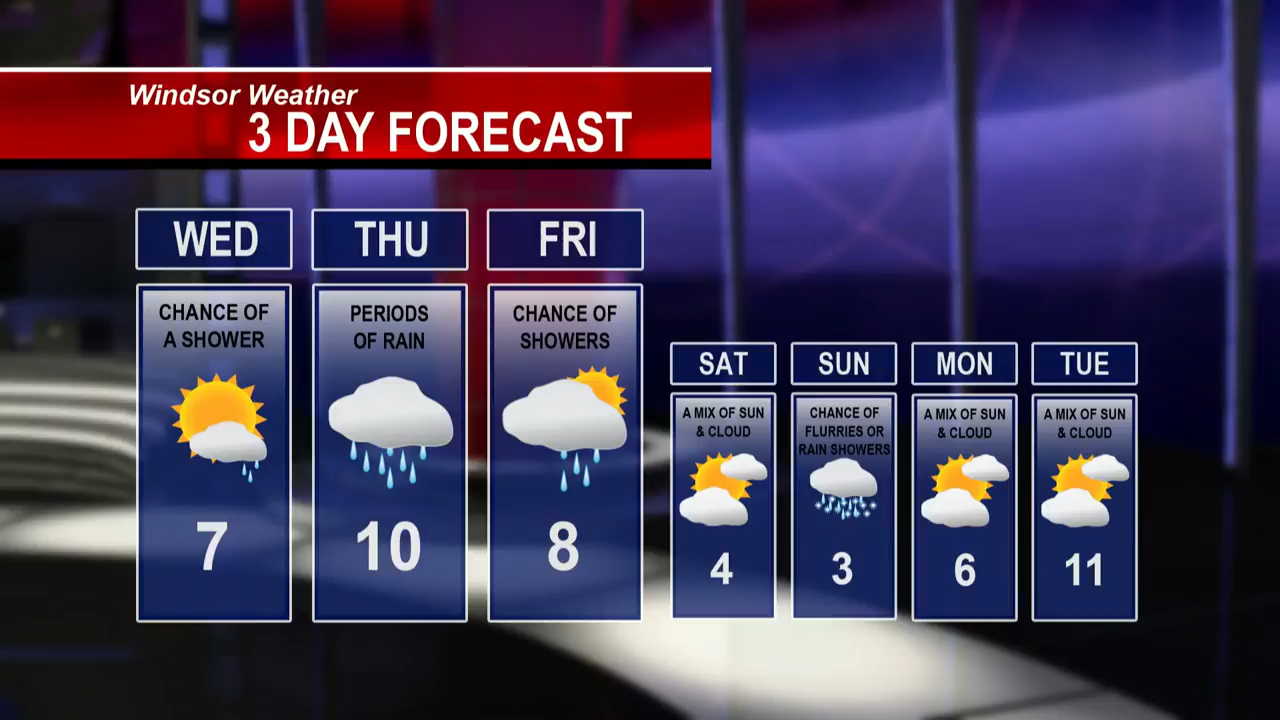 Windsor Weather
3 DAY FORECAST
WED
CHANCE OF
A SHOWER
7
THU
PERIODS
OF RAIN
10
FRI
CHANCE OF
SHOWERS
8
SAT
A MIX OF SUN
& CLOUD
4
SUN
CHANCE OF
FLURRIES OR
RAIN SHOWERS
3
MON
A MIX OF SUN
& CLOUD
6
TUE
A MIX OF SUN
& CLOUD
11